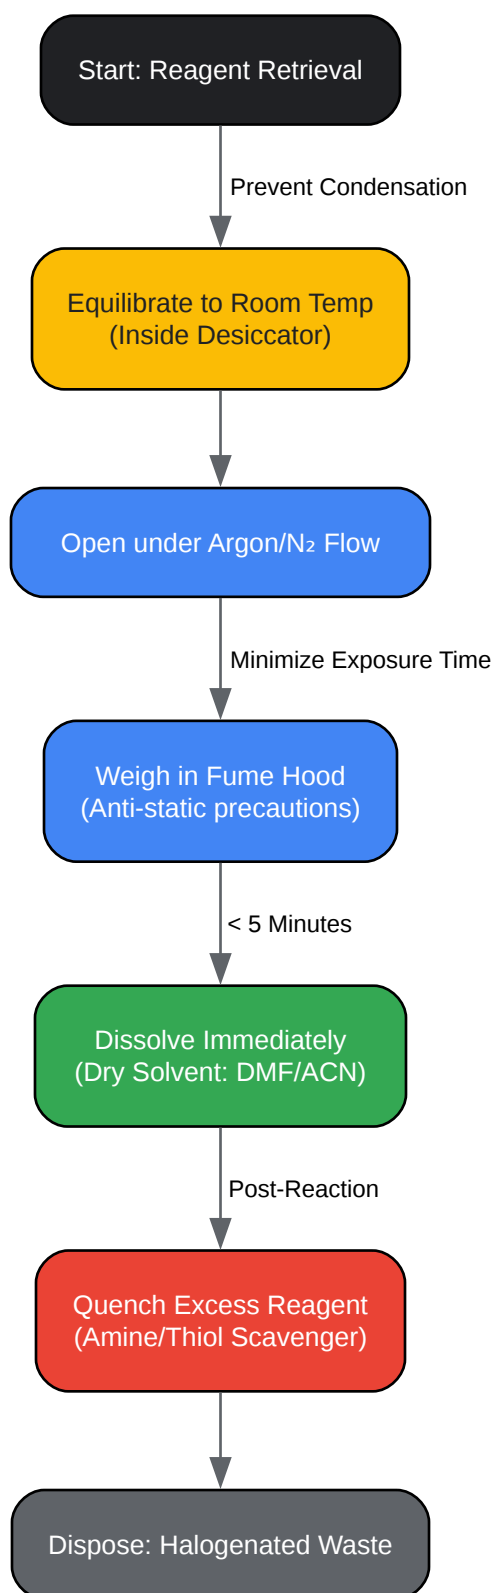 Start: Reagent Retrieval
Prevent Condensation
Equilibrate to Room Temp
(Inside Desiccator)
Open under Argon/N₂ Flow
Minimize Exposure Time
Weigh in Fume Hood
(Anti-static precautions)
< 5 Minutes
Dissolve Immediately
(Dry Solvent: DMF/ACN)
Post-Reaction
Quench Excess Reagent
(Amine/Thiol Scavenger)
Dispose: Halogenated Waste